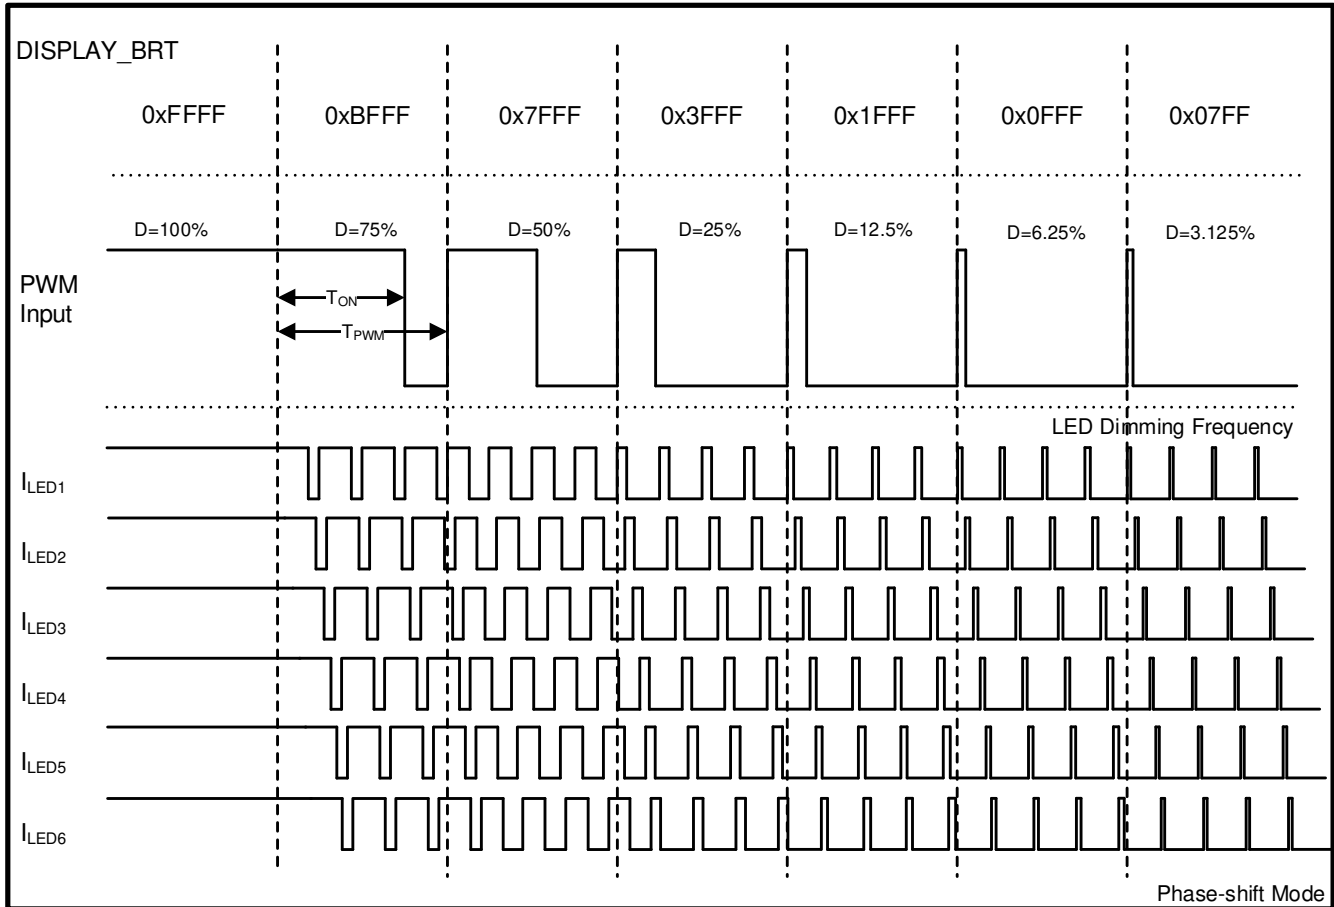 DISPLAY_BRT
0xFFFF 0xBFFF 0x7FFF 0x3FFF 0x1FFF 0x0FFF 0x07FF
D=100% D=75% D=50% D=25% D=12.5% D=6.25% D=3.125%
PWM
Input
TON
TPWM
LED Dimming Frequency
ILED1
ILED2
ILED3
ILED4
ILED5
ILED6
Phase-shift Mode